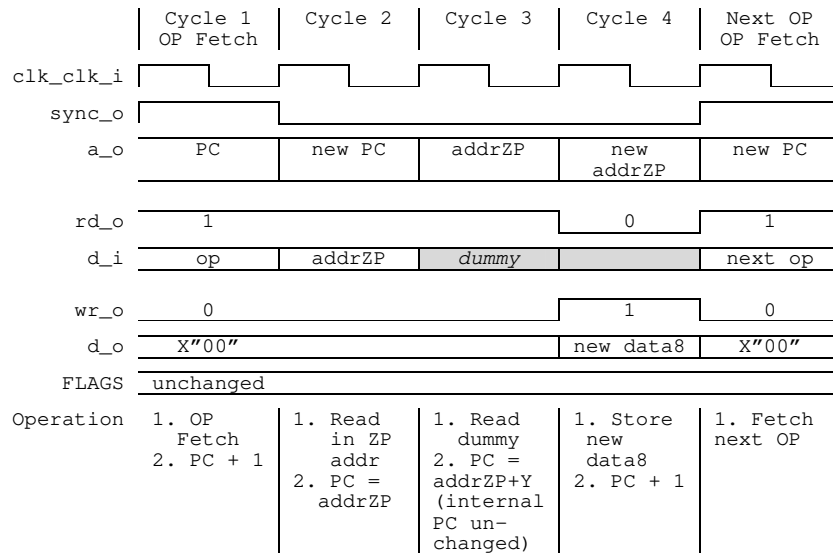 Cycle 1 Cycle 2 Cycle 3 Cycle 4 Next OP
OP Fetch OP Fetch
clk_clk_i
sync_o
a_o PC new PC addrZP new new PC
addrZP
rd_o 1 0 1
d_i op addrZP dummy next op
wr_o 0 1 0
d_o X"00" new data8 X"00"
FLAGS unchanged
Operation 1. OP 1. Read 1. Read 1. Store 1. Fetch
Fetch in ZP dummy new next OP
2. PC + 1 addr 2. PC = data8
2. PC = addrZP+Y 2. PC + 1
addrZP (internal
PC un-
changed)